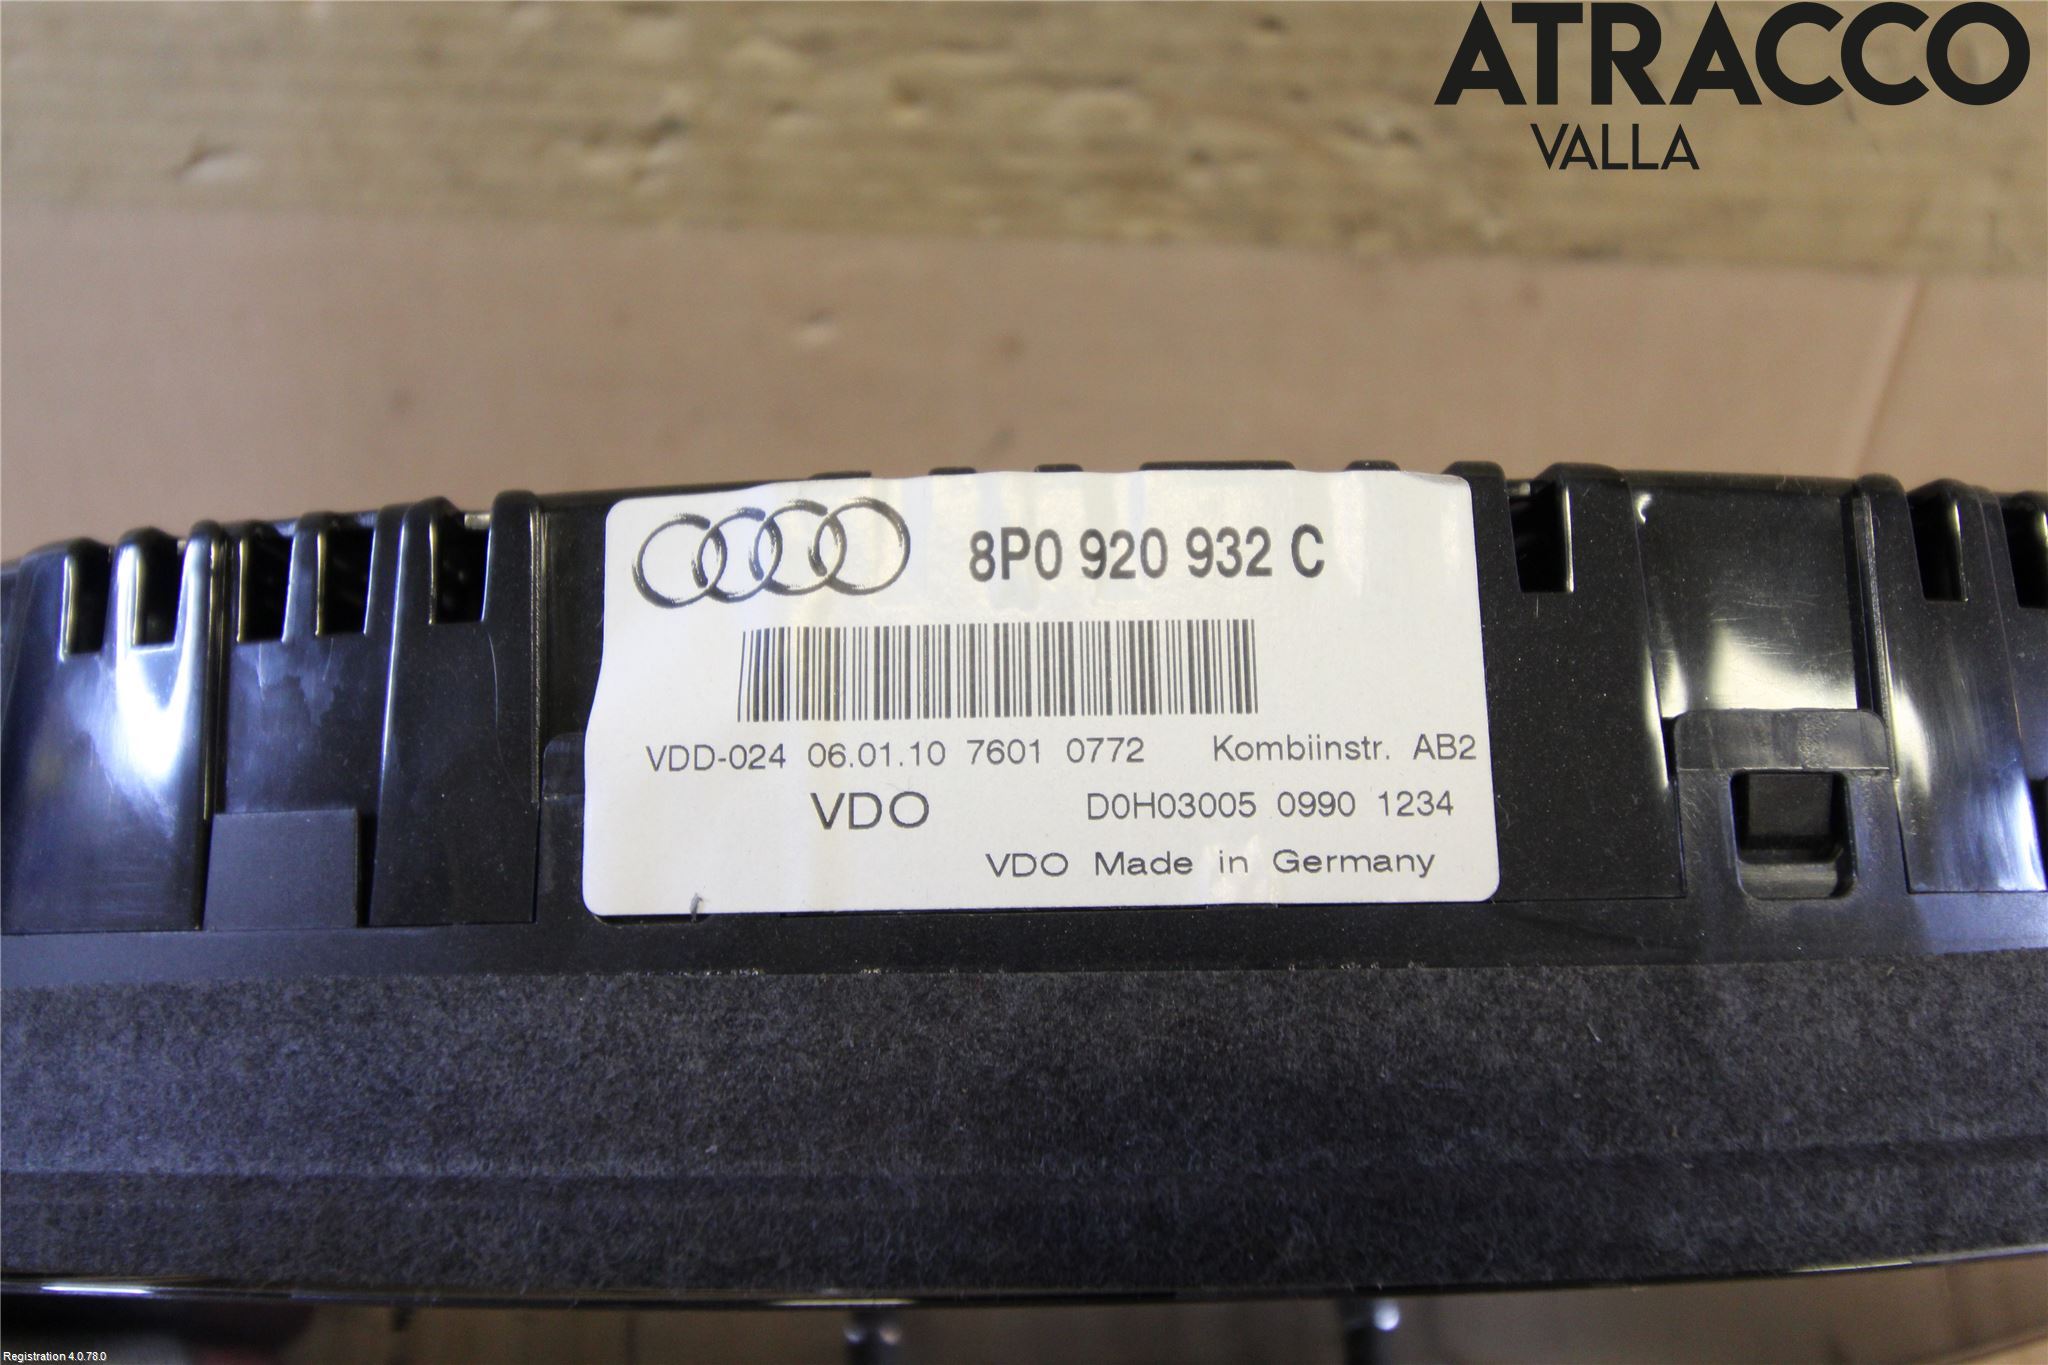 ATRACCO
VALLA
8P0 920 932 C
VDD-024 06.01.10 7601 0772 Kombiinstr. AB2
VDO D0H03005 0990 1234
VDO Made in Germany
Registration 4.0.78.0